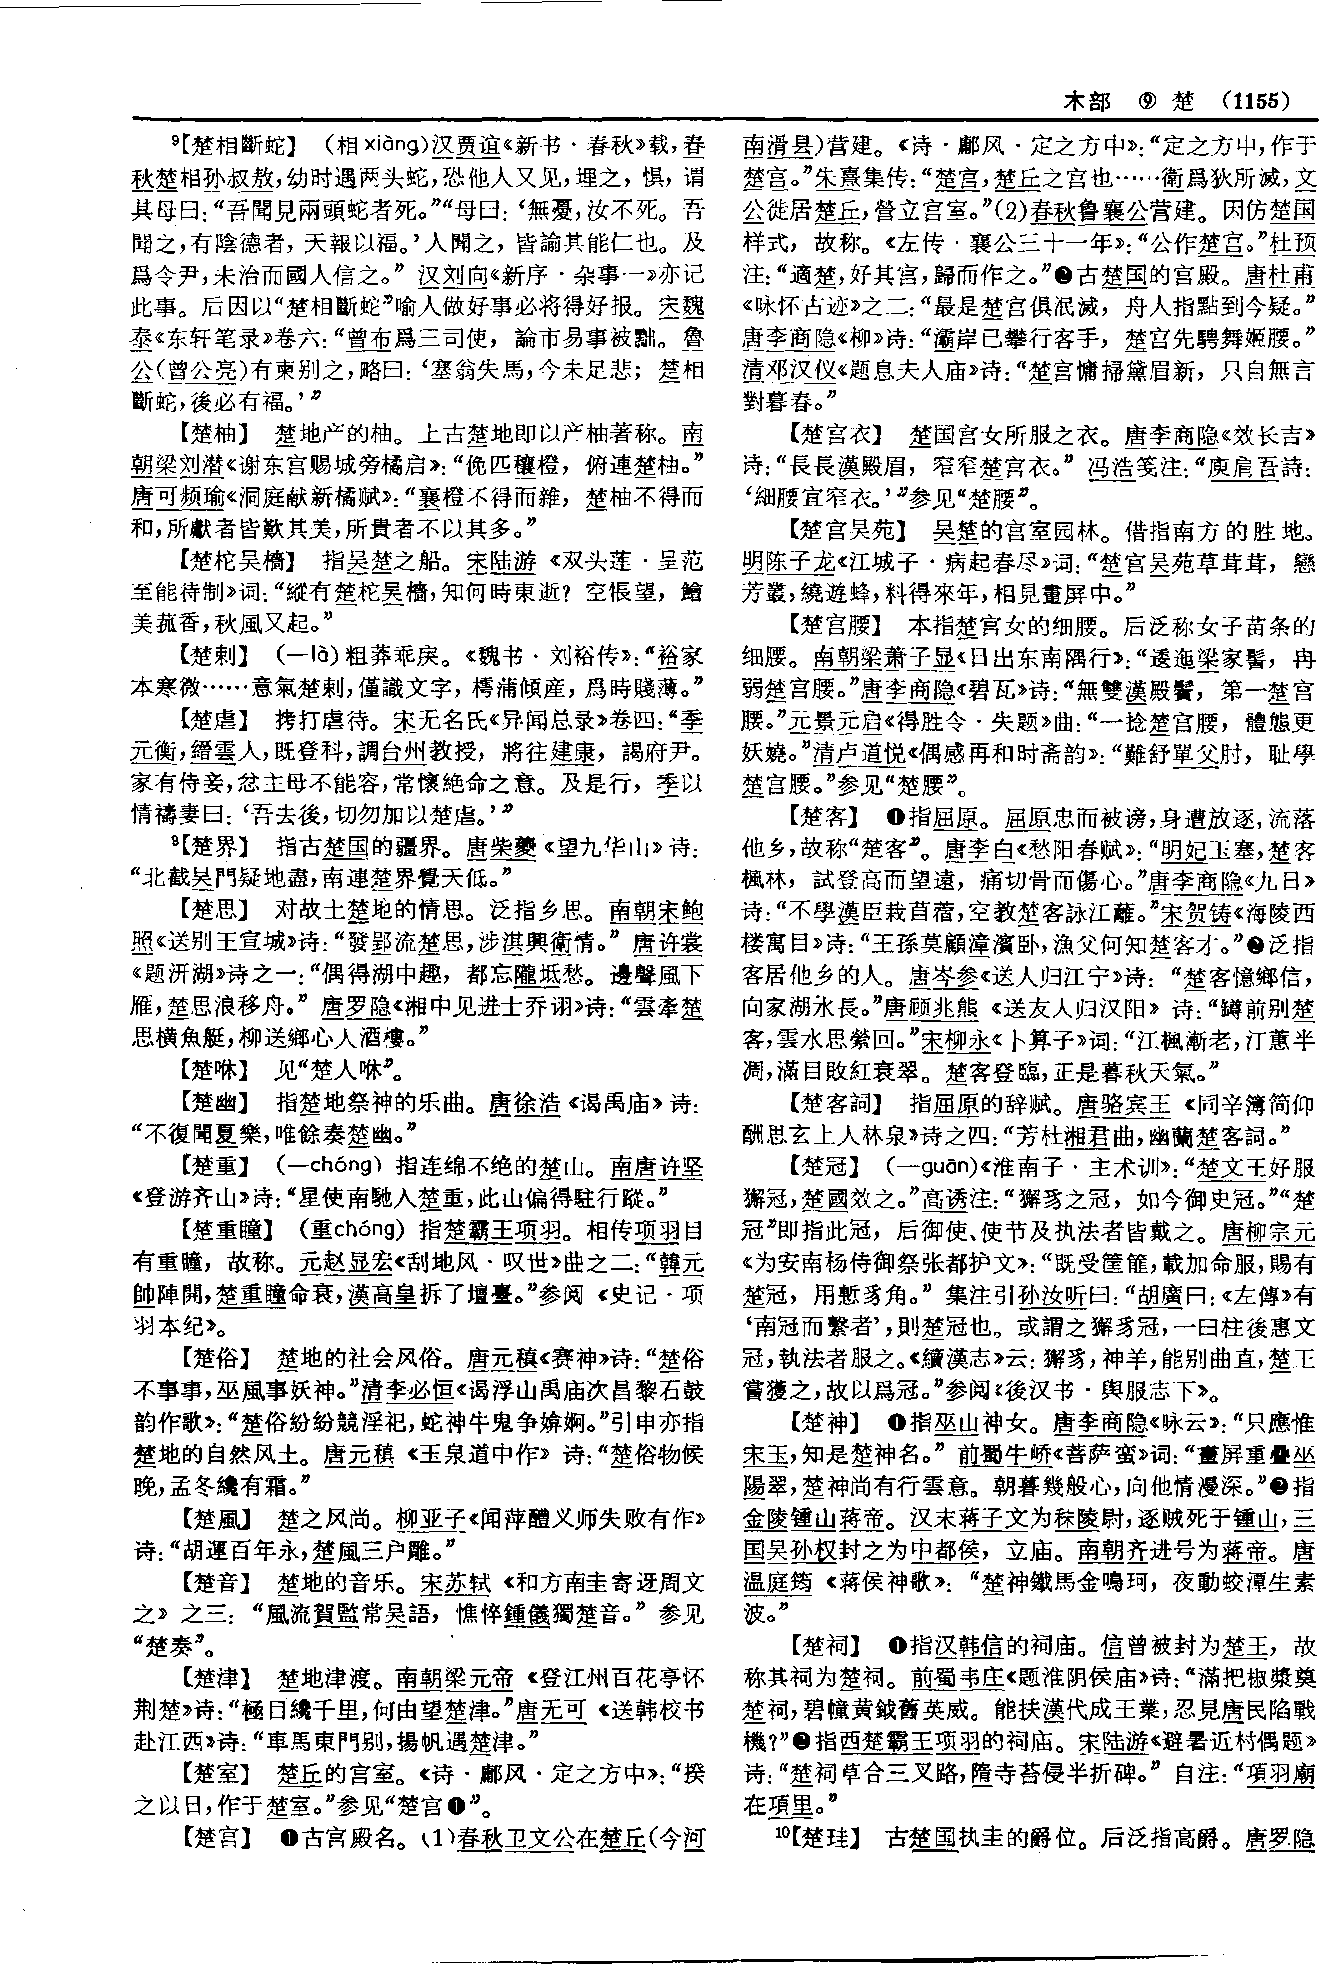 木部 ⑨ 楚 (1155)
⁹【楚相斷蛇】 (相xiàng)汉贾谊《新书·春秋》载,春
秋楚相孙叔敖,幼时遇两头蛇,恐他人又见,埋之,惧,谓
其母曰:“吾聞見兩頭蛇者死。”“母曰:‘無憂,汝不死。吾
聞之,有陰德者,天報以福。’人聞之,皆諭其能仁也。及
爲令尹,未治而國人信之。”汉刘向《新序·杂事一》亦记
此事。后因以“楚相斷蛇”喻人做好事必将得好报。宋魏
泰《东轩笔录》卷六:“曾布爲三司使,論市易事被黜。魯
公(曾公亮)有柬别之,略曰:‘塞翁失馬,今未足悲;楚相
斷蛇,後必有福。’”
【楚柚】 楚地产的柚。上古楚地即以产柚著称。南
朝梁刘潜《谢东宫赐城旁橘启》:“俛匹穰橙,俯連楚柚。”
唐可频瑜《洞庭献新橘赋》:“襄橙不得而雜,楚柚不得而
和,所獻者皆歎其美,所貴者不以其多。”
【楚柁吴檣】 指吴楚之船。宋陆游《双头莲·呈范
至能待制》词:“縱有楚柁吴檣,知何時東逝?空悵望,鱠
美菰香,秋風又起。”
【楚剌】 (—là)粗莽乖戾。《魏书·刘裕传》:“裕家
本寒微……意氣楚剌,僅識文字,樗蒲傾産,爲時賤薄。”
【楚虐】 拷打虐待。宋无名氏《异闻总录》卷四:“季
元衡,縉雲人,既登科,調台州教授,將往建康,謁府尹。
家有侍妾,忿主母不能容,常懷絶命之意。及是行,季以
情禱妻曰:‘吾去後,切勿加以楚虐。’”
⁹【楚界】 指古楚国的疆界。唐柴夔《望九华山》诗:
“北截吴門疑地盡,南連楚界覺天低。”
【楚思】 对故土楚地的情思。泛指乡思。南朝宋鲍
照《送别王宣城》诗:“發郢流楚思,涉淇興衛情。”唐许裳
《题洴湖》诗之一:“偶得湖中趣,都忘隴坻愁。邊聲風下
雁,楚思浪移舟。”唐罗隐《湘中见进士乔诩》诗:“雲牽楚
思横魚艇,柳送鄉心入酒樓。”
【楚咻】 见“楚人咻”。
【楚幽】 指楚地祭神的乐曲。唐徐浩《谒禹庙》诗:
“不復聞夏樂,唯餘奏楚幽。”
【楚重】 (—chóng)指连绵不绝的楚山。南唐许坚
《登游齐山》诗:“星使南馳入楚重,此山偏得駐行蹤。”
【楚重瞳】 (重chóng)指楚霸王项羽。相传项羽目
有重瞳,故称。元赵显宏《刮地风·叹世》曲之二:“韓元
帥陣開,楚重瞳命衰,漢高皇拆了壇臺。”参阅《史记·项
羽本纪》。
【楚俗】 楚地的社会风俗。唐元稹《赛神》诗:“楚俗
不事事,巫風事妖神。”清李必恒《谒浮山禹庙次昌黎石鼓
韵作歌》:“楚俗紛紛競淫祀,蛇神牛鬼争媕婀。”引申亦指
楚地的自然风土。唐元稹《玉泉道中作》诗:“楚俗物候
晚,孟冬纔有霜。”
【楚風】 楚之风尚。柳亚子《闻萍醴义师失败有作》
诗:“胡運百年永,楚風三户雕。”
【楚音】 楚地的音乐。宋苏轼《和方南圭寄迓周文
之》之三:“風流賀監常吴語,憔悴鍾儀獨楚音。”参见
“楚奏”。
【楚津】 楚地津渡。南朝梁元帝《登江州百花亭怀
荆楚》诗:“極目纔千里,何由望楚津。”唐无可《送韩校书
赴江西》诗:“車馬東門别,揚帆過楚津。”
【楚室】 楚丘的宫室。《诗·鄘风·定之方中》:“揆
之以日,作于楚室。”参见“楚宫❶”。
【楚宫】 ❶古宫殿名。(1)春秋卫文公在楚丘(今河
南滑县)营建。《诗·鄘风·定之方中》:“定之方中,作于
楚宫。”朱熹集传:“楚宫,楚丘之宫也……衛爲狄所滅,文
公徙居楚丘,營立宫室。”(2)春秋鲁襄公营建。因仿楚国
样式,故称。《左传·襄公三十一年》:“公作楚宫。”杜预
注:“適楚,好其宫,歸而作之。”❷古楚国的宫殿。唐杜甫
《咏怀古迹》之二:“最是楚宫俱泯滅,舟人指點到今疑。”
唐李商隐《柳》诗:“灞岸已攀行客手,楚宫先騁舞姬腰。”
清邓汉仪《题息夫人庙》诗:“楚宫慵掃黛眉新,只自無言
對暮春。”
【楚宫衣】 楚国宫女所服之衣。唐李商隐《效长吉》
诗:“長長漢殿眉,窄窄楚宫衣。”冯浩笺注:“庾肩吾詩:
‘細腰宜窄衣。’”参见“楚腰”。
【楚宫吴苑】 吴楚的宫室园林。借指南方的胜地。
明陈子龙《江城子·病起春尽》词:“楚宫吴苑草茸茸,戀
芳叢,繞遊蜂,料得來年,相見畫屏中。”
【楚宫腰】 本指楚宫女的细腰。后泛称女子苗条的
细腰。南朝梁萧子显《日出东南隅行》:“逶迤梁家髻,冉
弱楚宫腰。”唐李商隐《碧瓦》诗:“無雙漢殿鬢,第一楚宫
腰。”元景元启《得胜令·失题》曲:“一捻楚宫腰,體態更
妖嬈。”清卢道悦《偶感再和时斋韵》:“難舒單父肘,耻學
楚宫腰。”参见“楚腰”。
【楚客】 ❶指屈原。屈原忠而被谤,身遭放逐,流落
他乡,故称“楚客”。唐李白《愁阳春赋》:“明妃玉塞,楚客
楓林,試登高而望遠,痛切骨而傷心。”唐李商隐《九日》
诗:“不學漢臣栽苜蓿,空教楚客詠江蘺。”宋贺铸《海陵西
楼寓目》诗:“王孫莫顧漳濱卧,漁父何知楚客才。”❷泛指
客居他乡的人。唐岑参《送人归江宁》诗:“楚客憶鄉信,
向家湖水長。”唐顾兆熊《送友人归汉阳》诗:“罇前别楚
客,雲水思縈回。”宋柳永《卜算子》词:“江楓漸老,汀蕙半
凋,滿目敗紅衰翠。楚客登臨,正是暮秋天氣。”
【楚客詞】 指屈原的辞赋。唐骆宾王《同辛簿简仰
酬思玄上人林泉》诗之四:“芳杜湘君曲,幽蘭楚客詞。”
【楚冠】 (—guān)《淮南子·主术训》:“楚文王好服
獬冠,楚國效之。”高诱注:“獬豸之冠,如今御史冠。”“楚
冠”即指此冠,后御使、使节及执法者皆戴之。唐柳宗元
《为安南杨侍御祭张都护文》:“既受筐篚,載加命服,賜有
楚冠,用慙豸角。”集注引孙汝听曰:“胡廣曰:《左傳》有
‘南冠而縶者’,則楚冠也。或謂之獬豸冠,一曰柱後惠文
冠,執法者服之。《續漢志》云:獬豸,神羊,能别曲直,楚王
嘗獲之,故以爲冠。”参阅《後汉书·舆服志下》。
【楚神】 ❶指巫山神女。唐李商隐《咏云》:“只應惟
宋玉,知是楚神名。”前蜀牛峤《菩萨蛮》词:“畫屏重疊巫
陽翠,楚神尚有行雲意。朝暮幾般心,向他情漫深。”❷指
金陵锺山蒋帝。汉末蒋子文为秣陵尉,逐贼死于锺山,三
国吴孙权封之为中都侯,立庙。南朝齐进号为蒋帝。唐
温庭筠《蒋侯神歌》:“楚神鐵馬金鳴珂,夜動蛟潭生素
波。”
【楚祠】 ❶指汉韩信的祠庙。信曾被封为楚王,故
称其祠为楚祠。前蜀韦庄《题淮阴侯庙》诗:“滿把椒漿奠
楚祠,碧幢黄鉞舊英威。能扶漢代成王業,忍見唐民陷戰
機?”❷指西楚霸王项羽的祠庙。宋陆游《避暑近村偶题》
诗:“楚祠草合三叉路,隋寺苔侵半折碑。”自注:“項羽廟
在項里。”
¹⁰【楚珪】 古楚国执圭的爵位。后泛指高爵。唐罗隐